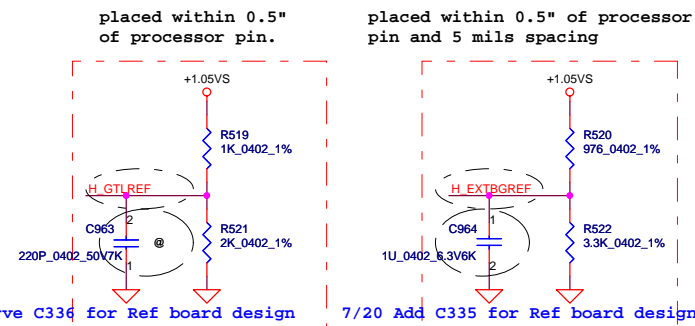 placed within 0.5"
of processor pin.
placed within 0.5" of processor
pin and 5 mils spacing
+1.05VS
R519
1K_0402_1%
H_GTLREF
2
C963
@
220P_0402_50V7K
1
R521
2K_0402_1%
+1.05VS
R520
976_0402_1%
H_EXTBGREF
1
C964
1U_0402_6.3V6K
2
R522
3.3K_0402_1%
rve C336 for Ref board design
7/20 Add C335 for Ref board design